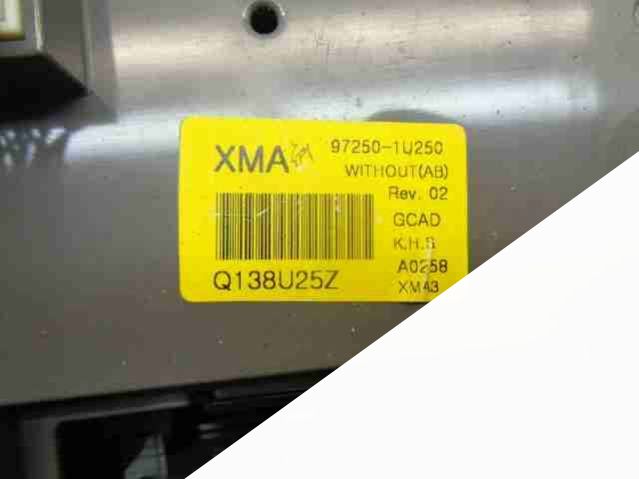 XMA
97250-1U250
WITHOUT(AB)
Rev. 02
GCAD
K.H.S
A0258
XM43
Q138U25Z